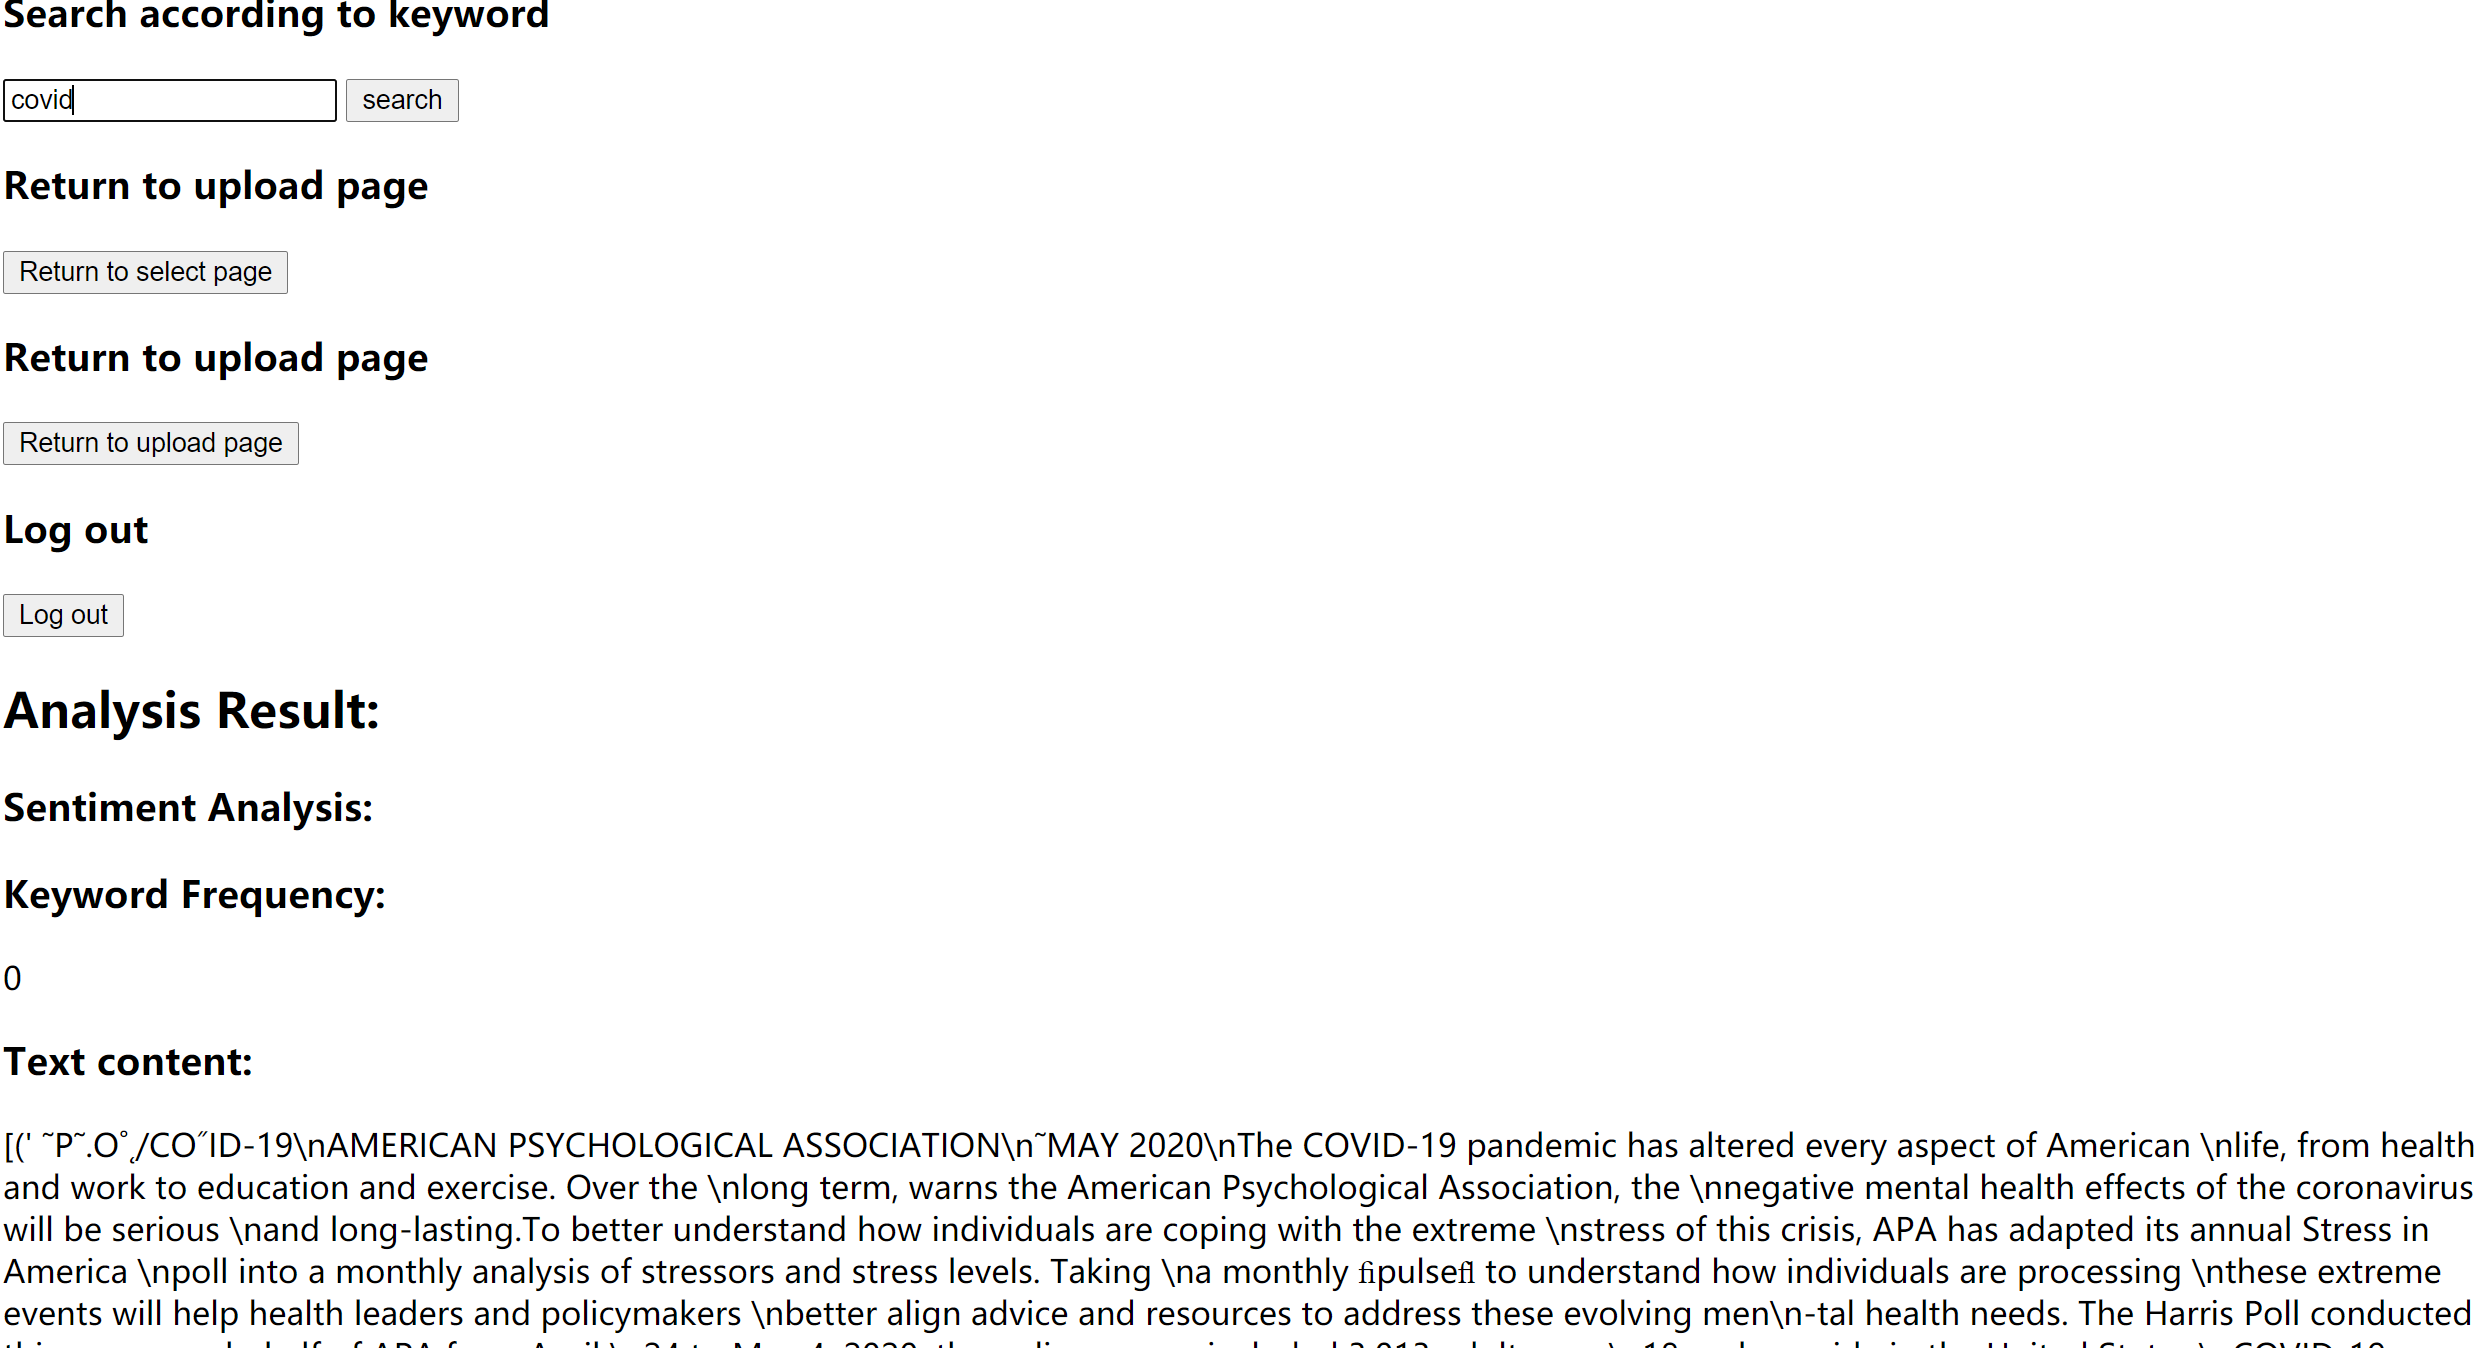 Search according to keyword
covid search
Return to upload page
Return to select page
Return to upload page
Return to upload page
Log out
Log out
Analysis Result:
Sentiment Analysis:
Keyword Frequency:
0
Text content:
[(' ˜P˜.O˚˛/CO˝ID-19\nAMERICAN PSYCHOLOGICAL ASSOCIATION\n˜MAY 2020\nThe COVID-19 pandemic has altered every aspect of American \nlife, from health
and work to education and exercise. Over the \nlong term, warns the American Psychological Association, the \nnegative mental health effects of the coronavirus
will be serious \nand long-lasting.To better understand how individuals are coping with the extreme \nstress of this crisis, APA has adapted its annual Stress in
America \npoll into a monthly analysis of stressors and stress levels. Taking \na monthly ﬁpulseﬂ to understand how individuals are processing \nthese extreme
events will help health leaders and policymakers \nbetter align advice and resources to address these evolving men\n-tal health needs. The Harris Poll conducted